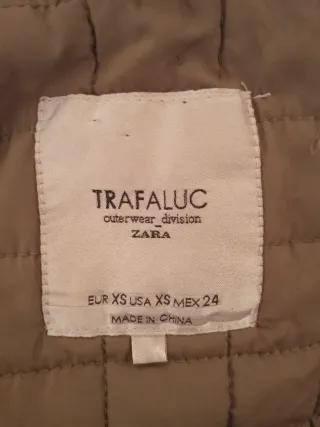 TRAFALUC
outerwear_division
ZARA
EUR XS USA XS MEX 24
MADE IN CHINA